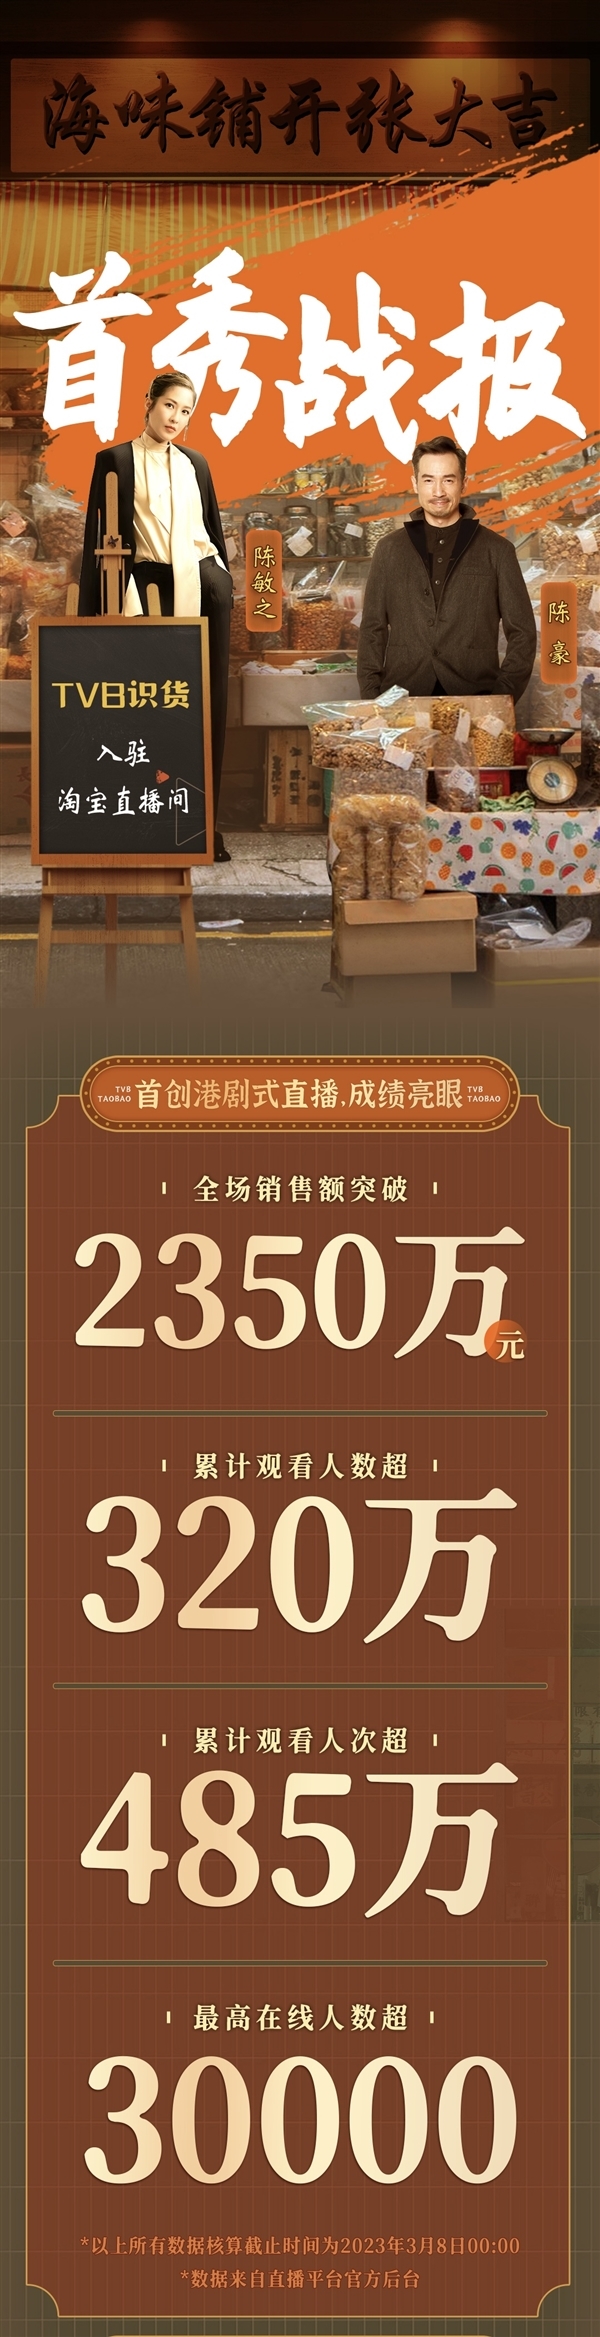 海味铺开张大吉
首秀战报
陈敏之
陈豪
TVB识货
入驻
淘宝直播间
TVB
TAOBAO
首创港剧式直播,成绩亮眼
TVB
TAOBAO
全场销售额突破
2350万
元
累计观看人数超
320万
累计观看人次超
485万
最高在线人数超
30000
*以上所有数据核算截止时间为2023年3月8日00:00
*数据来自直播平台官方后台